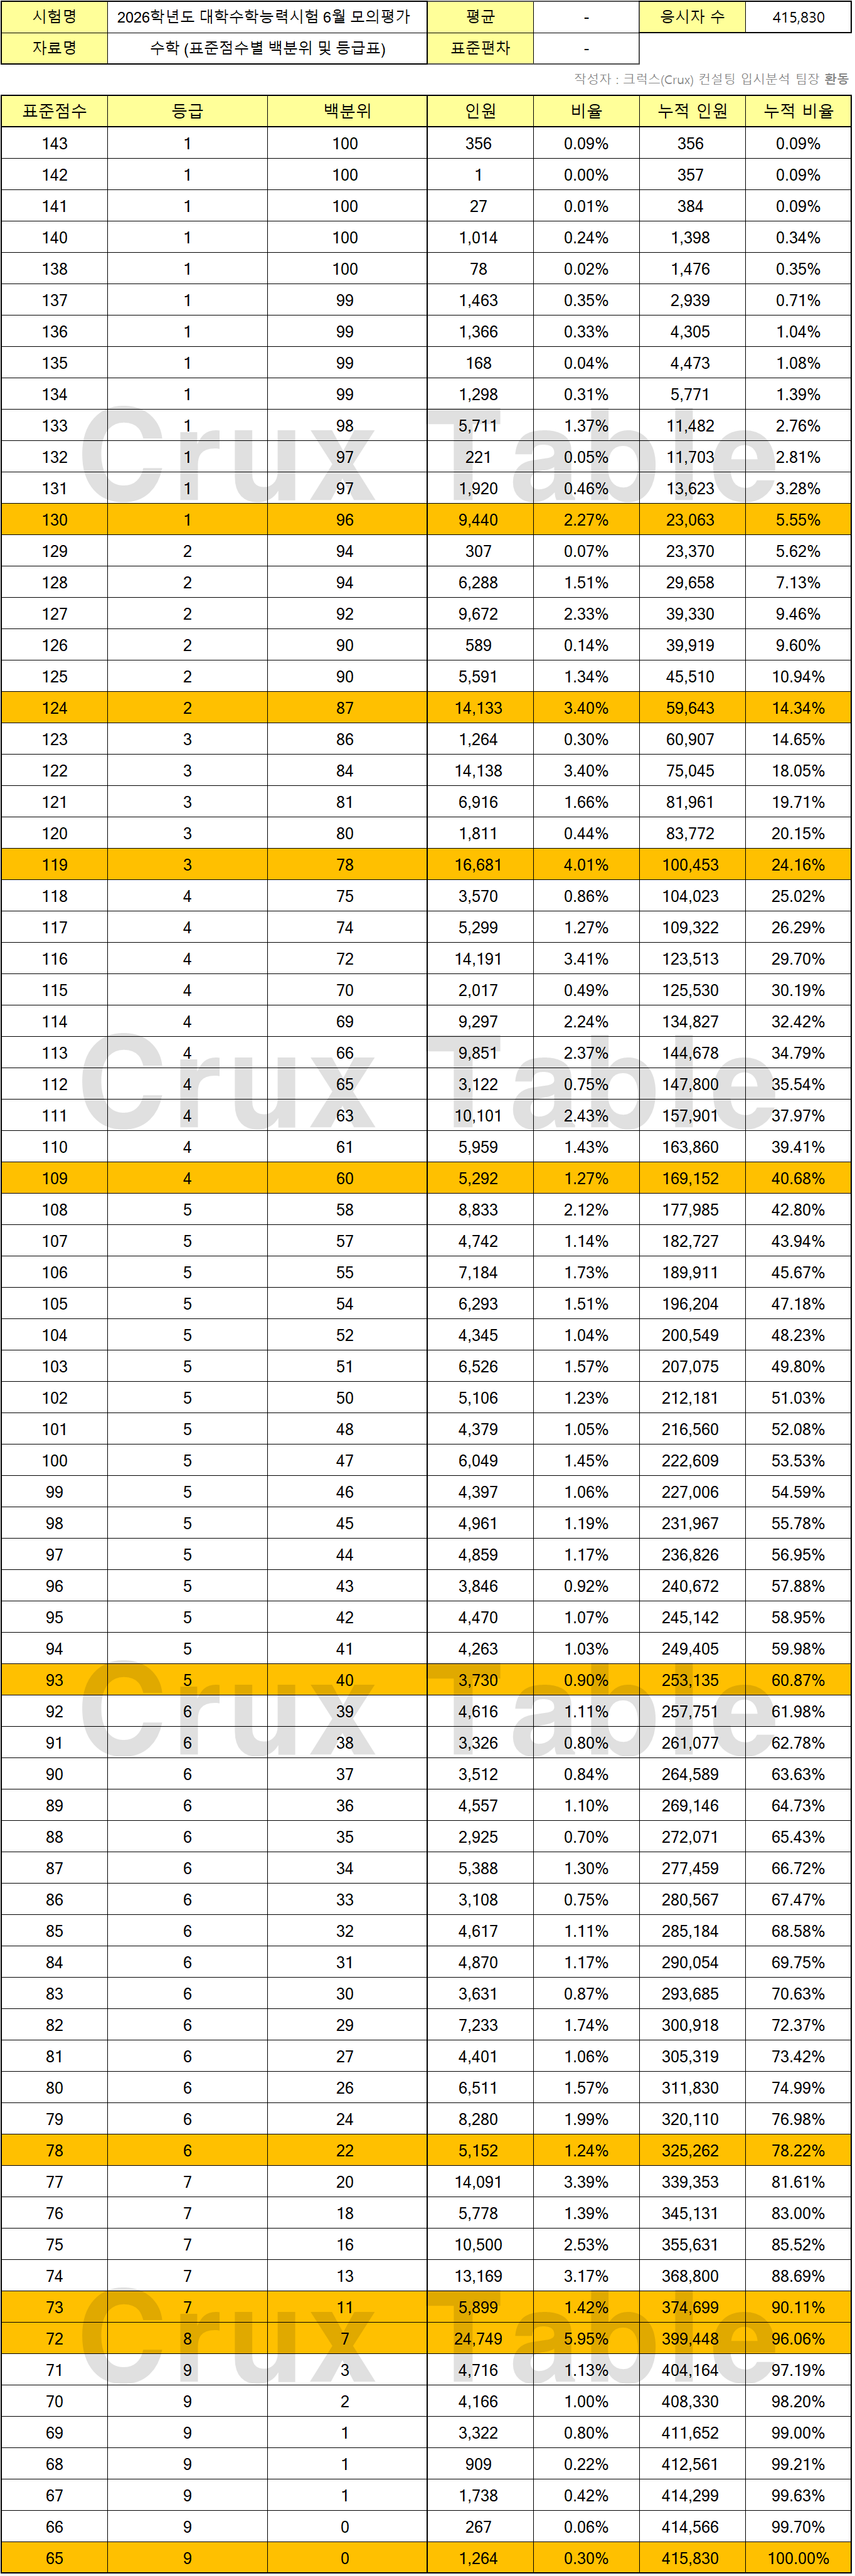 시험명 2026학년도 대학수학능력시험 6월 모의평가 평균 - 응시자 수 415,830
자료명 수학 (표준점수별 백분위 및 등급표) 표준편차 -
작성자 : 크럭스(Crux) 컨설팅 입시분석 팀장 환동
표준점수 등급 백분위 인원 비율 누적 인원 누적 비율
143 1 100 356 0.09% 356 0.09%
142 1 100 1 0.00% 357 0.09%
141 1 100 27 0.01% 384 0.09%
140 1 100 1,014 0.24% 1,398 0.34%
138 1 100 78 0.02% 1,476 0.35%
137 1 99 1,463 0.35% 2,939 0.71%
136 1 99 1,366 0.33% 4,305 1.04%
135 1 99 168 0.04% 4,473 1.08%
134 1 99 1,298 0.31% 5,771 1.39%
133 1 98 5,711 1.37% 11,482 2.76%
132 1 97 221 0.05% 11,703 2.81%
131 1 97 1,920 0.46% 13,623 3.28%
130 1 96 9,440 2.27% 23,063 5.55%
129 2 94 307 0.07% 23,370 5.62%
128 2 94 6,288 1.51% 29,658 7.13%
127 2 92 9,672 2.33% 39,330 9.46%
126 2 90 589 0.14% 39,919 9.60%
125 2 90 5,591 1.34% 45,510 10.94%
124 2 87 14,133 3.40% 59,643 14.34%
123 3 86 1,264 0.30% 60,907 14.65%
122 3 84 14,138 3.40% 75,045 18.05%
121 3 81 6,916 1.66% 81,961 19.71%
120 3 80 1,811 0.44% 83,772 20.15%
119 3 78 16,681 4.01% 100,453 24.16%
118 4 75 3,570 0.86% 104,023 25.02%
117 4 74 5,299 1.27% 109,322 26.29%
116 4 72 14,191 3.41% 123,513 29.70%
115 4 70 2,017 0.49% 125,530 30.19%
114 4 69 9,297 2.24% 134,827 32.42%
113 4 66 9,851 2.37% 144,678 34.79%
112 4 65 3,122 0.75% 147,800 35.54%
111 4 63 10,101 2.43% 157,901 37.97%
110 4 61 5,959 1.43% 163,860 39.41%
109 4 60 5,292 1.27% 169,152 40.68%
108 5 58 8,833 2.12% 177,985 42.80%
107 5 57 4,742 1.14% 182,727 43.94%
106 5 55 7,184 1.73% 189,911 45.67%
105 5 54 6,293 1.51% 196,204 47.18%
104 5 52 4,345 1.04% 200,549 48.23%
103 5 51 6,526 1.57% 207,075 49.80%
102 5 50 5,106 1.23% 212,181 51.03%
101 5 48 4,379 1.05% 216,560 52.08%
100 5 47 6,049 1.45% 222,609 53.53%
99 5 46 4,397 1.06% 227,006 54.59%
98 5 45 4,961 1.19% 231,967 55.78%
97 5 44 4,859 1.17% 236,826 56.95%
96 5 43 3,846 0.92% 240,672 57.88%
95 5 42 4,470 1.07% 245,142 58.95%
94 5 41 4,263 1.03% 249,405 59.98%
93 5 40 3,730 0.90% 253,135 60.87%
92 6 39 4,616 1.11% 257,751 61.98%
91 6 38 3,326 0.80% 261,077 62.78%
90 6 37 3,512 0.84% 264,589 63.63%
89 6 36 4,557 1.10% 269,146 64.73%
88 6 35 2,925 0.70% 272,071 65.43%
87 6 34 5,388 1.30% 277,459 66.72%
86 6 33 3,108 0.75% 280,567 67.47%
85 6 32 4,617 1.11% 285,184 68.58%
84 6 31 4,870 1.17% 290,054 69.75%
83 6 30 3,631 0.87% 293,685 70.63%
82 6 29 7,233 1.74% 300,918 72.37%
81 6 27 4,401 1.06% 305,319 73.42%
80 6 26 6,511 1.57% 311,830 74.99%
79 6 24 8,280 1.99% 320,110 76.98%
78 6 22 5,152 1.24% 325,262 78.22%
77 7 20 14,091 3.39% 339,353 81.61%
76 7 18 5,778 1.39% 345,131 83.00%
75 7 16 10,500 2.53% 355,631 85.52%
74 7 13 13,169 3.17% 368,800 88.69%
73 7 11 5,899 1.42% 374,699 90.11%
72 8 7 24,749 5.95% 399,448 96.06%
71 9 3 4,716 1.13% 404,164 97.19%
70 9 2 4,166 1.00% 408,330 98.20%
69 9 1 3,322 0.80% 411,652 99.00%
68 9 1 909 0.22% 412,561 99.21%
67 9 1 1,738 0.42% 414,299 99.63%
66 9 0 267 0.06% 414,566 99.70%
65 9 0 1,264 0.30% 415,830 100.00%
Crux Table
Crux Table
Crux Table
Crux Table